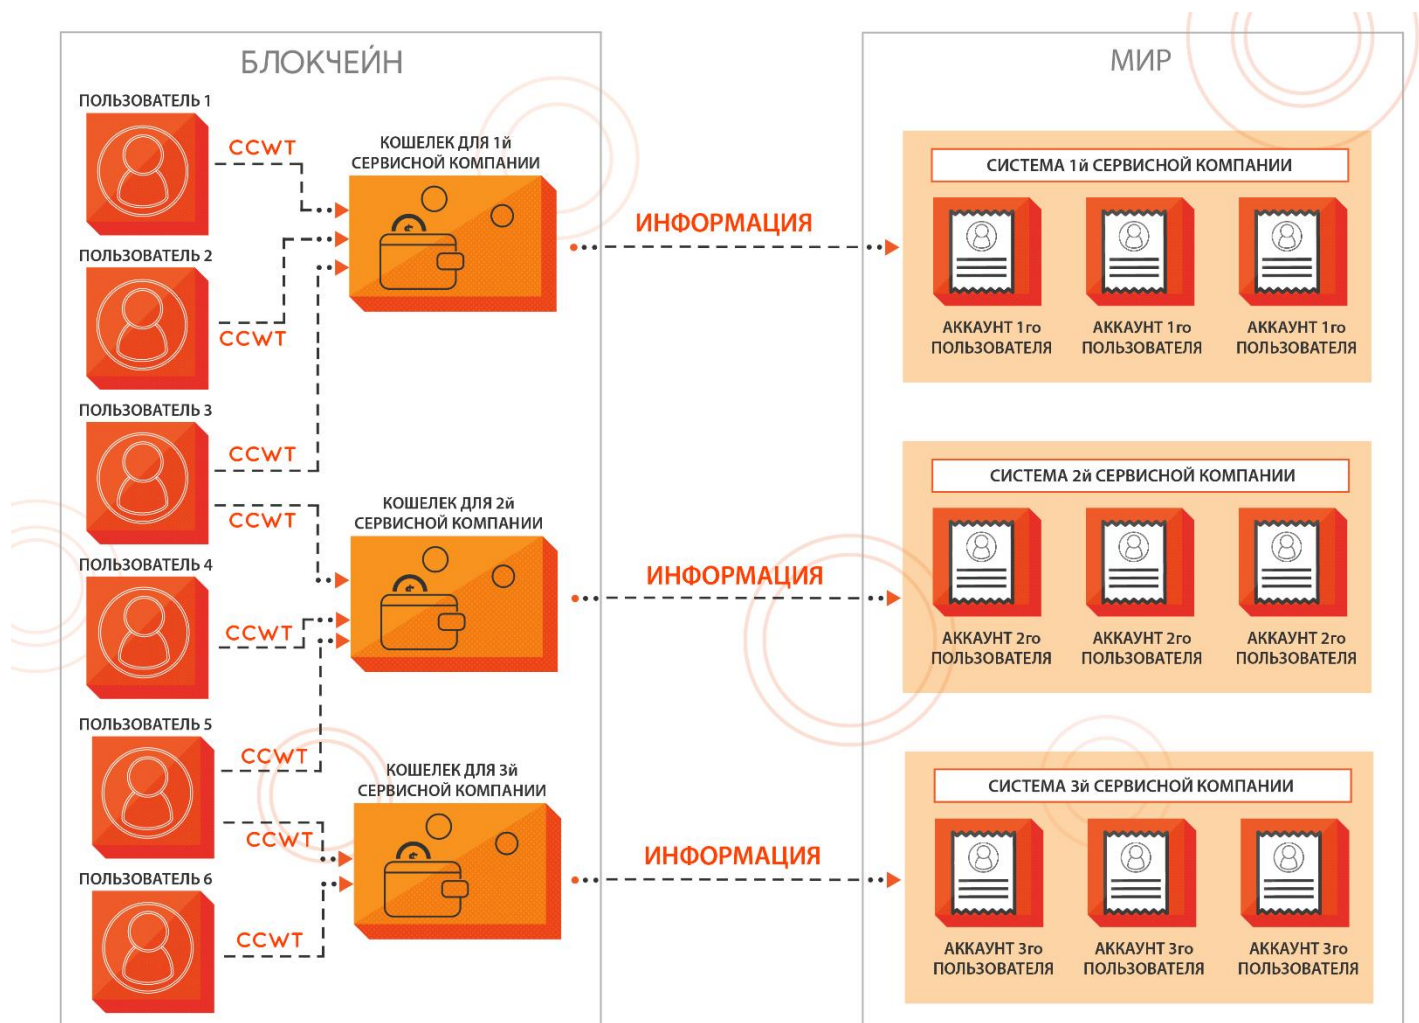 БЛОКЧЕЙН
ПОЛЬЗОВАТЕЛЬ 1
CCWT
КОШЕЛЕК ДЛЯ 1й
СЕРВИСНОЙ КОМПАНИИ
ПОЛЬЗОВАТЕЛЬ 2
CCWT
ПОЛЬЗОВАТЕЛЬ 3
CCWT
CCWT
КОШЕЛЕК ДЛЯ 2й
СЕРВИСНОЙ КОМПАНИИ
ПОЛЬЗОВАТЕЛЬ 4
CCWT
ПОЛЬЗОВАТЕЛЬ 5
CCWT
CCWT
КОШЕЛЕК ДЛЯ 3й
СЕРВИСНОЙ КОМПАНИИ
ПОЛЬЗОВАТЕЛЬ 6
CCWT
ИНФОРМАЦИЯ
ИНФОРМАЦИЯ
ИНФОРМАЦИЯ
МИР
СИСТЕМА 1й СЕРВИСНОЙ КОМПАНИИ
АККАУНТ 1го
ПОЛЬЗОВАТЕЛЯ
АККАУНТ 1го
ПОЛЬЗОВАТЕЛЯ
АККАУНТ 1го
ПОЛЬЗОВАТЕЛЯ
СИСТЕМА 2й СЕРВИСНОЙ КОМПАНИИ
АККАУНТ 2го
ПОЛЬЗОВАТЕЛЯ
АККАУНТ 2го
ПОЛЬЗОВАТЕЛЯ
АККАУНТ 2го
ПОЛЬЗОВАТЕЛЯ
СИСТЕМА 3й СЕРВИСНОЙ КОМПАНИИ
АККАУНТ 3го
ПОЛЬЗОВАТЕЛЯ
АККАУНТ 3го
ПОЛЬЗОВАТЕЛЯ
АККАУНТ 3го
ПОЛЬЗОВАТЕЛЯ